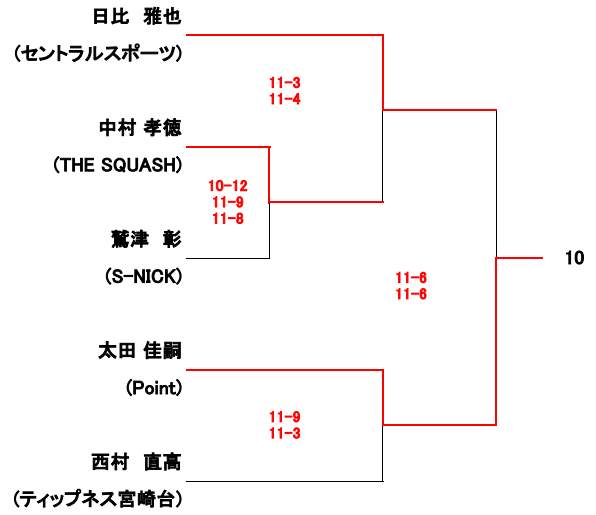 日比　雅也
(セントラルスポーツ)
11-3
11-4
中村 孝徳
(THE SQUASH)
10-12
11-9
11-8
鷲津　彰
(S-NICK)
10
11-6
11-6
太田 佳嗣
(Point)
11-9
11-3
西村　直高
(ティップネス宮崎台)